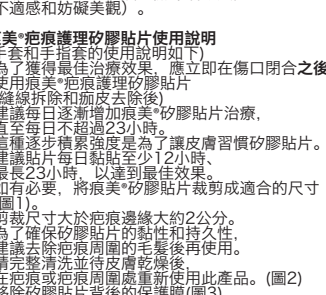 不適感和妨礙美觀）。
美®疤痕護理矽膠貼片使用說明
手套和手指套的使用說明如下)
為了獲得最佳治療效果，應立即在傷口閉合之後
使用痕美®疤痕護理矽膠貼片
縫線拆除和痂皮去除後)
建議每日逐漸增加痕美®矽膠貼片治療，
直至每日不超過23小時。
這種逐步積累強度是為了讓皮膚習慣矽膠貼片。
建議貼片每日黏貼至少12小時、
最長23小時，以達到最佳效果。
如有必要，將痕美®矽膠貼片裁剪成適合的尺寸
圖1)。
剪裁尺寸大於疤痕邊緣大約2公分。
為了確保矽膠貼片的黏性和持久性，
建議去除疤痕周圍的毛髮後再使用。
請完整清洗並待皮膚乾燥後，
在疤痕或疤痕周圍處重新使用此產品。(圖2)
移除矽膠貼片背後的保護膜(圖3)